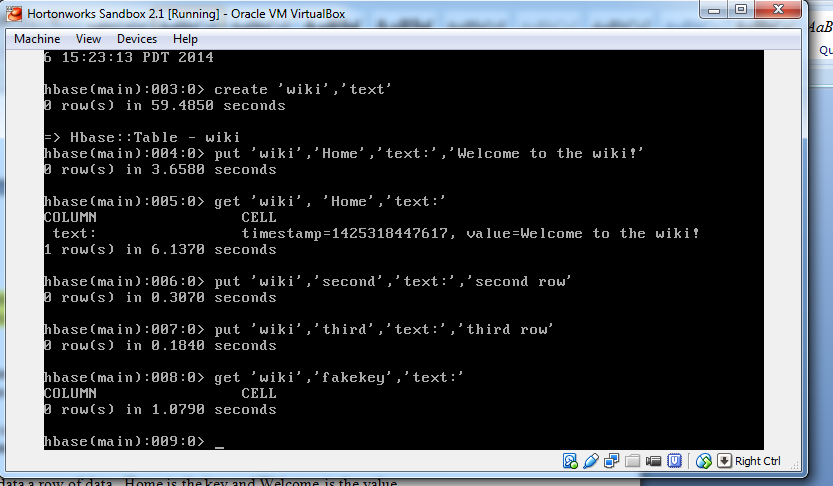 Hortonworks Sandbox 2.1 [Running] - Oracle VM VirtualBox
Machine View Devices Help
6 15:23:13 PDT 2014
hbase(main):003:0> create 'wiki','text'
0 row(s) in 59.4850 seconds
=> Hbase::Table - wiki
hbase(main):004:0> put 'wiki','Home','text:','Welcome to the wiki!'
0 row(s) in 3.6580 seconds
hbase(main):005:0> get 'wiki', 'Home','text:'
COLUMN CELL
text: timestamp=1425318447617, value=Welcome to the wiki!
1 row(s) in 6.1370 seconds
hbase(main):006:0> put 'wiki','second','text:','second row'
0 row(s) in 0.3070 seconds
hbase(main):007:0> put 'wiki','third','text:','third row'
0 row(s) in 0.1840 seconds
hbase(main):008:0> get 'wiki','fakekey','text:'
COLUMN CELL
0 row(s) in 1.0790 seconds
hbase(main):009:0> _
Right Ctrl
AaB
Qu
data a row of data. Home is the key and Welcome is the value